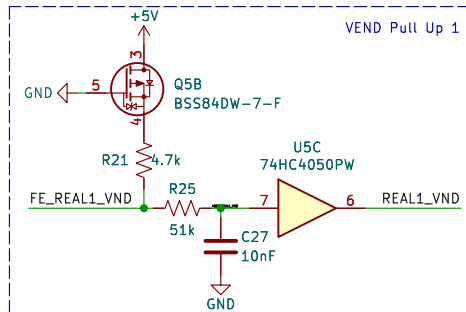 +5V
VEND Pull Up 1
3
Q5B
5
GND
BSS84DW-7-F
4
U5C
R21
4.7k
74HC4050PW
R25
FE_REAL1_VND
7
6
REAL1_VND
51k
C27
10nF
GND